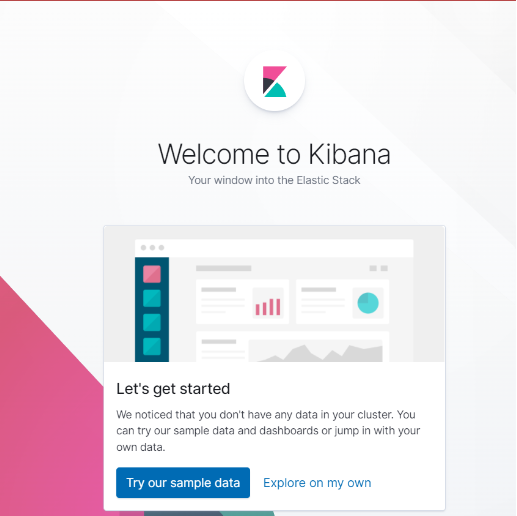 Welcome to Kibana
Your window into the Elastic Stack
Let's get started
We noticed that you don't have any data in your cluster. You
can try our sample data and dashboards or jump in with your
own data.
Try our sample data
Explore on my own